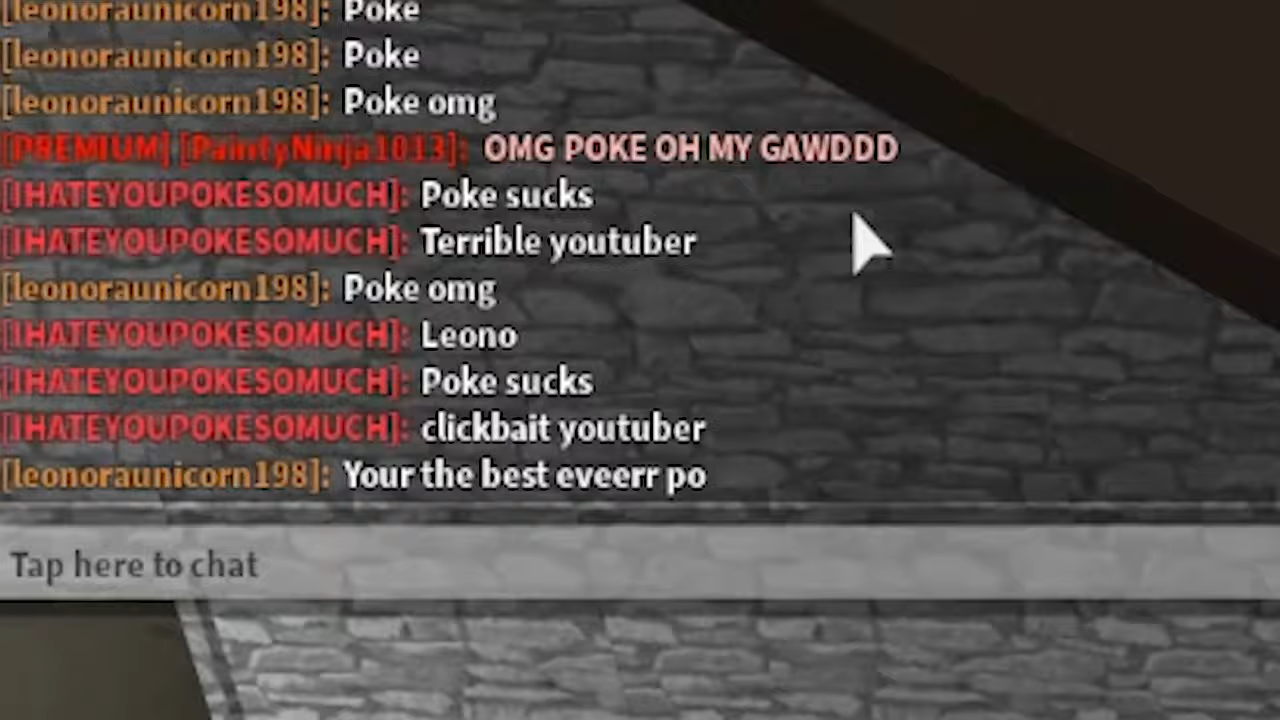 [leonoraunicorn198]: Poke
[leonoraunicorn198]: Poke
[leonoraunicorn198]: Poke omg
[PREMIUM] [PaintyNinja1013]: OMG POKE OH MY GAWDDD
[IHATEYOUPOKESOMUCH]: Poke sucks
[IHATEYOUPOKESOMUCH]: Terrible youtuber
[leonoraunicorn198]: Poke omg
[IHATEYOUPOKESOMUCH]: Leono
[IHATEYOUPOKESOMUCH]: Poke sucks
[IHATEYOUPOKESOMUCH]: clickbait youtuber
[leonoraunicorn198]: Your the best eveerr po
Tap here to chat